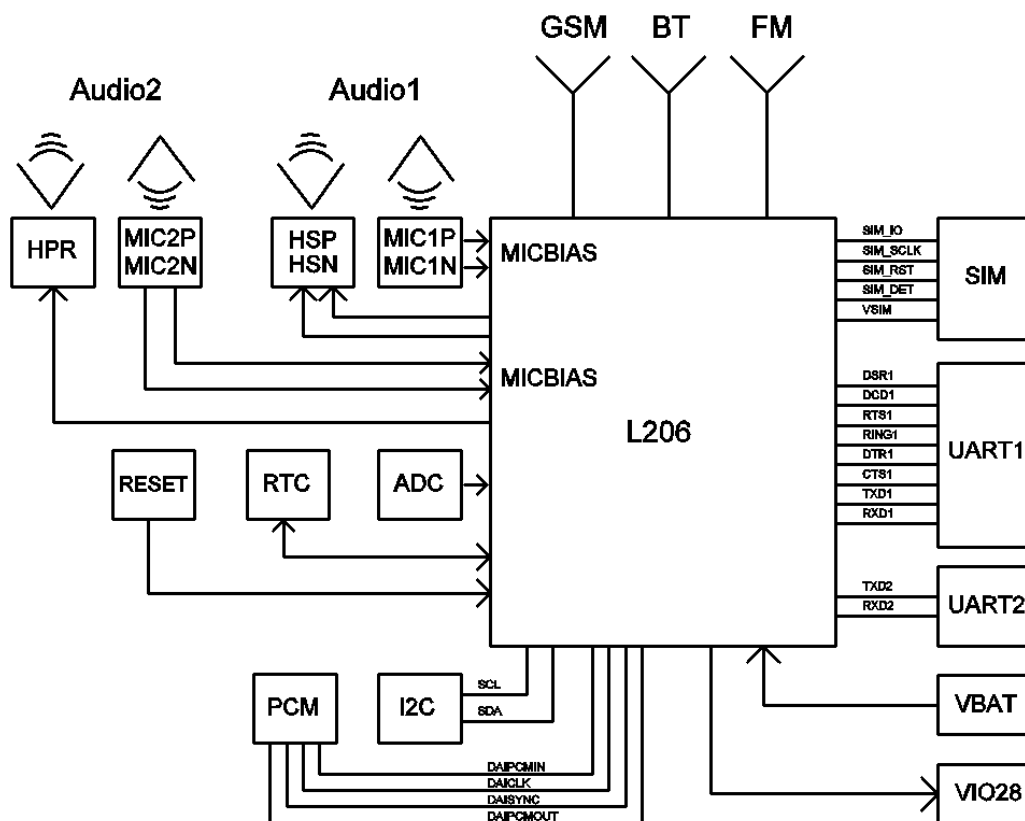 GSM BT FM
Audio2 Audio1
HPR
MIC2P
MIC2N
HSP
HSN
MIC1P
MIC1N
MICBIAS
MICBIAS
L206
SIM_IO
SIM_SCLK
SIM_RST
SIM_DET
VSIM
SIM
DSR1
DCD1
RTS1
RING1
DTR1
CTS1
TXD1
RXD1
UART1
RESET
RTC
ADC
TXD2
RXD2
UART2
PCM
I2C
SCL
SDA
VBAT
DAIPCMIN
DAICLK
DAISYNC
DAIPCMOUT
VIO28